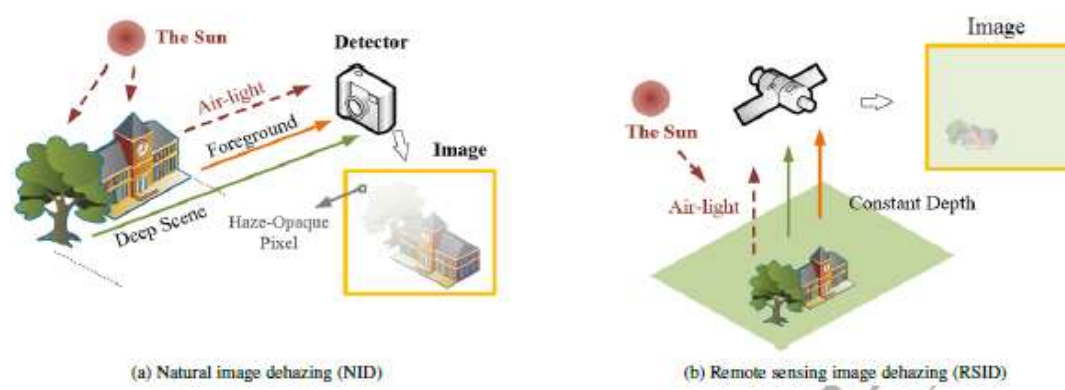 The Sun
Detector
Air-light
Foreground
Deep Scene
Image
Haze-Opaque
Pixel
(a) Natural image dehazing (NID)
Image
The Sun
Air-light
Constant Depth
(b) Remote sensing image dehazing (RSID)